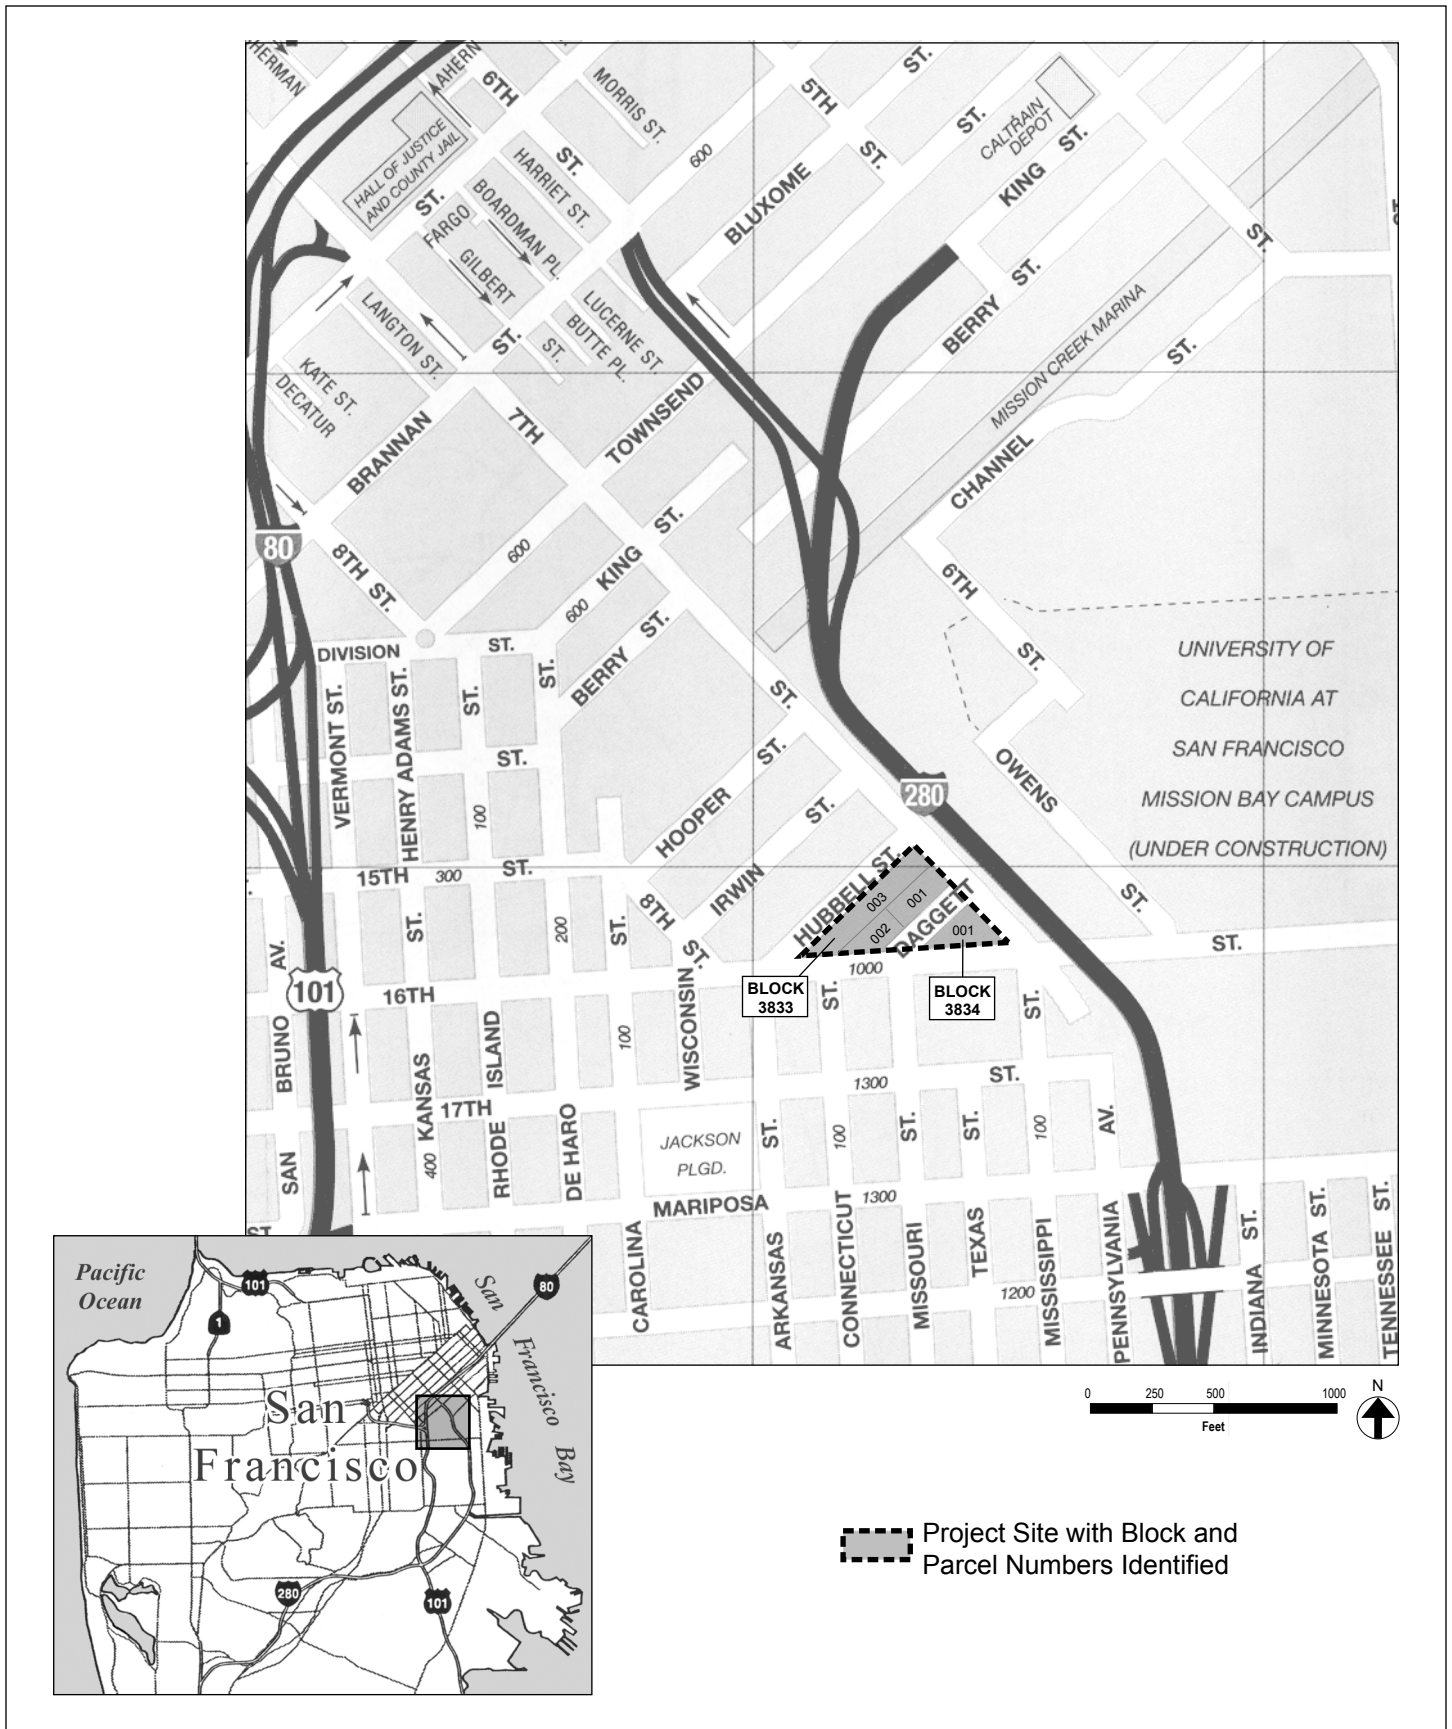 HERMAN
AHERN
6TH
ST.
MORRIS ST.
5TH
ST.
ST.
ST.
CALTRAIN
DEPOT
HALL OF JUSTICE
AND COUNTY JAIL
HARRIET ST.
600
BLUXOME
KING
ST.
ST.
BOARDMAN PL.
FARGO
GILBERT
ST.
ST.
LANGTON ST.
LUCERNE ST.
BUTTE PL.
ST.
ST.
BERRY
ST.
MISSION CREEK MARINA
ST.
KATE ST.
DECATUR
BRANNAN
7TH
TOWNSEND
CHANNEL
80
8TH ST.
600
KING
ST.
600
6TH
ST.
DIVISION
ST.
ST.
BERRY
ST.
ST.
UNIVERSITY OF
CALIFORNIA AT
SAN FRANCISCO
MISSION BAY CAMPUS
(UNDER CONSTRUCTION)
VERMONT ST.
HENRY ADAMS ST.
ST.
ST.
100
HOOPER
ST.
280
OWENS
ST.
15TH
300
ST.
8TH
ST.
IRWIN
ST.
HUBBELL ST.
003
001
002
DAGGETT
001
AV.
ST.
200
ST.
1000
ST.
101
16TH
BLOCK
3833
BLOCK
3834
ST.
ST.
BRUNO
KANSAS
ISLAND
100
WISCONSIN
1300
ST.
17TH
SAN
400
RHODE
DE HARO
JACKSON
PLGD.
ST.
100
ST.
ST.
100
AV.
MARIPOSA
1300
ST.
CAROLINA
ARKANSAS
CONNECTICUT
MISSOURI
TEXAS
MISSISSIPPI
1200
PENNSYLVANIA
INDIANA
ST.
MINNESOTA ST.
TENNESSEE ST.
Pacific
Ocean
101
1
80
San
Francisco
Bay
San
Francisco
280
101
0 250 500 1000
Feet
N
Project Site with Block and
Parcel Numbers Identified